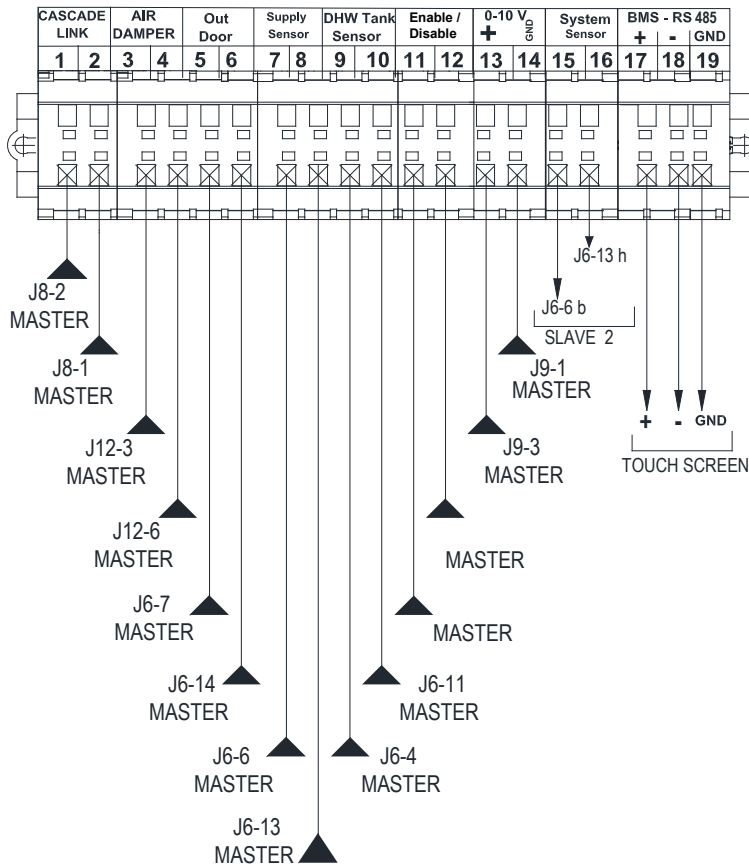 CASCADE LINK
AIR DAMPER
Out Door
Supply Sensor
DHW Tank Sensor
Enable / Disable
0-10 V
+ GND
System Sensor
BMS - RS 485
+ - GND
1 2 3 4 5 6 7 8 9 10 11 12 13 14 15 16 17 18 19
J8-2
MASTER
J8-1
MASTER
J12-3
MASTER
J12-6
MASTER
J6-7
MASTER
J6-14
MASTER
J6-6
MASTER
J6-13
MASTER
J6-4
MASTER
J6-11
MASTER
MASTER
MASTER
J9-3
MASTER
J9-1
MASTER
J6-13 h
J6-6 b
SLAVE 2
+ - GND
TOUCH SCREEN